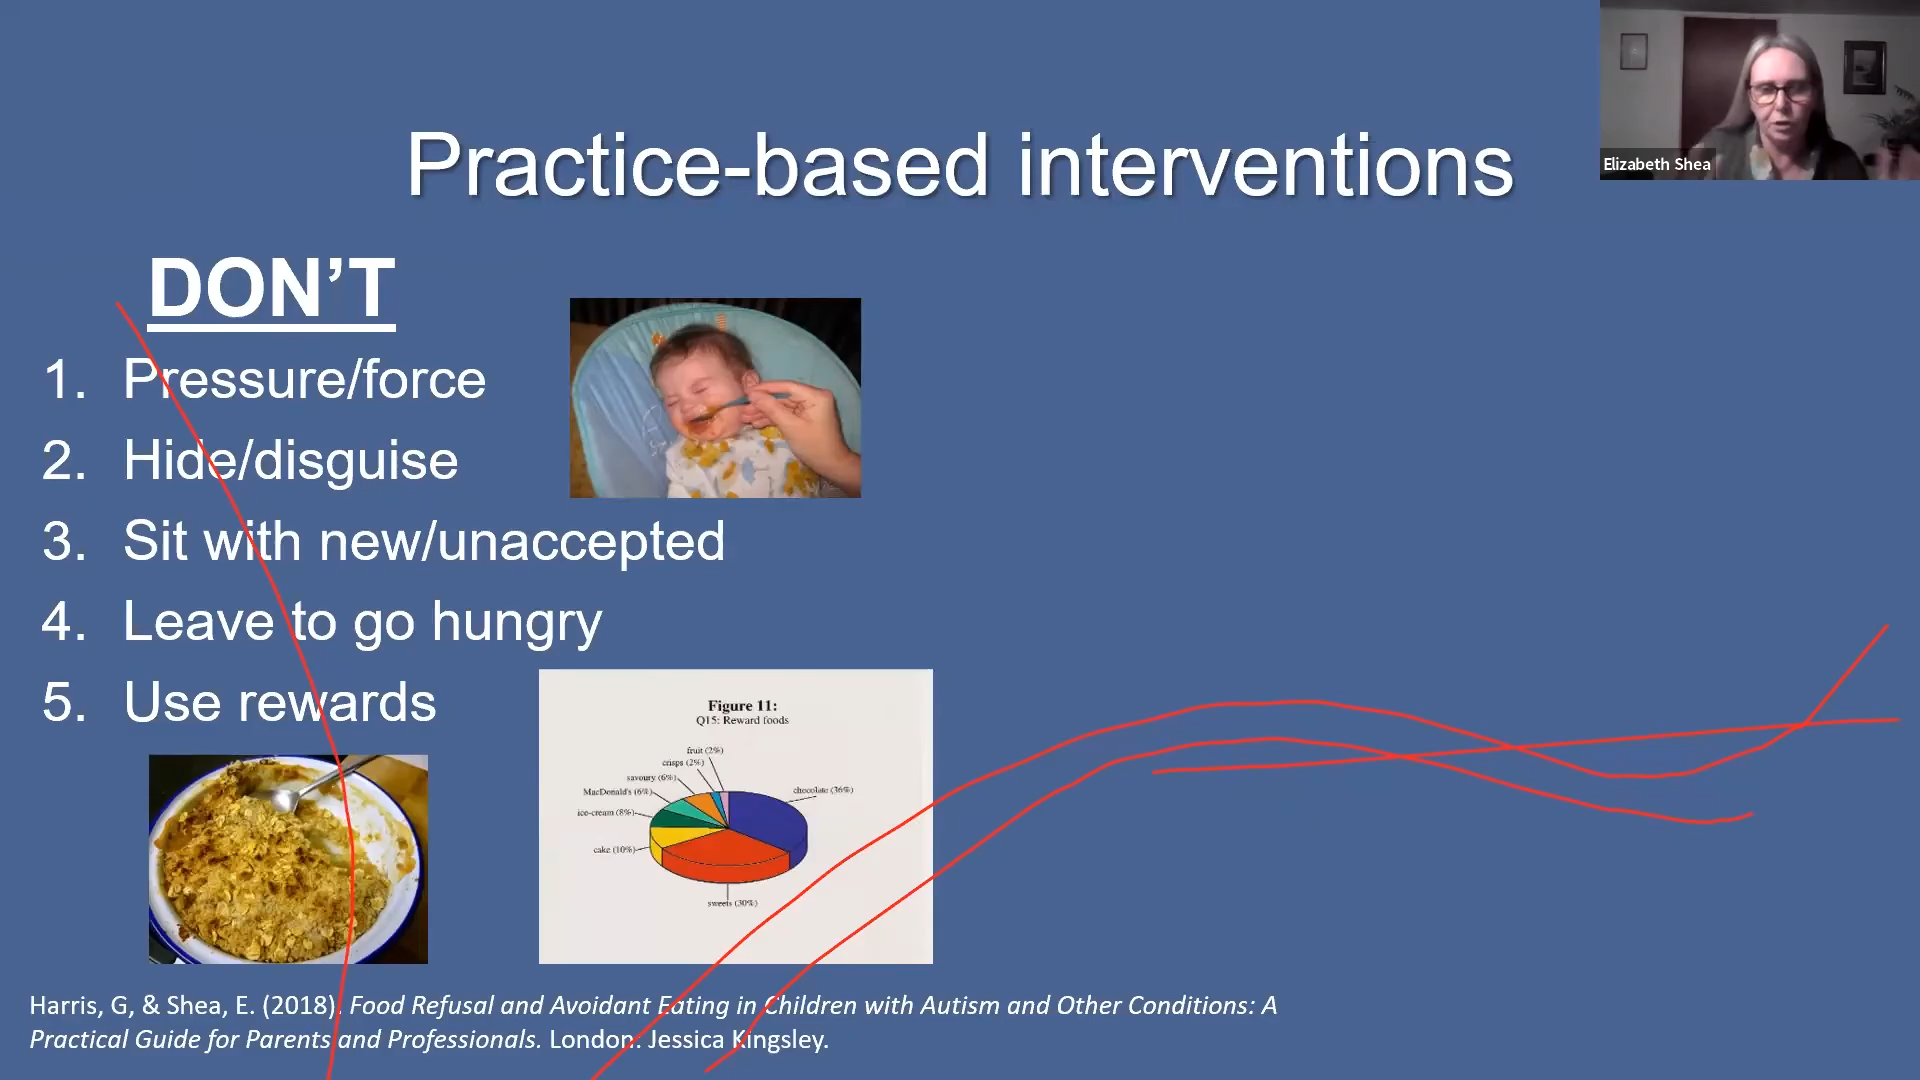 Practice-based interventions
Elizabeth Shea
DON’T
1. Pressure/force
2. Hide/disguise
3. Sit with new/unaccepted
4. Leave to go hungry
5. Use rewards
Figure 11:
Q15: Reward foods
fruit (2%)
crisps (2%)
savoury (6%)
MacDonald's (6%)
chocolate (36%)
ice-cream (8%)
cake (10%)
sweets (30%)
Harris, G, & Shea, E. (2018). Food Refusal and Avoidant Eating in Children with Autism and Other Conditions: A
Practical Guide for Parents and Professionals. London: Jessica Kingsley.